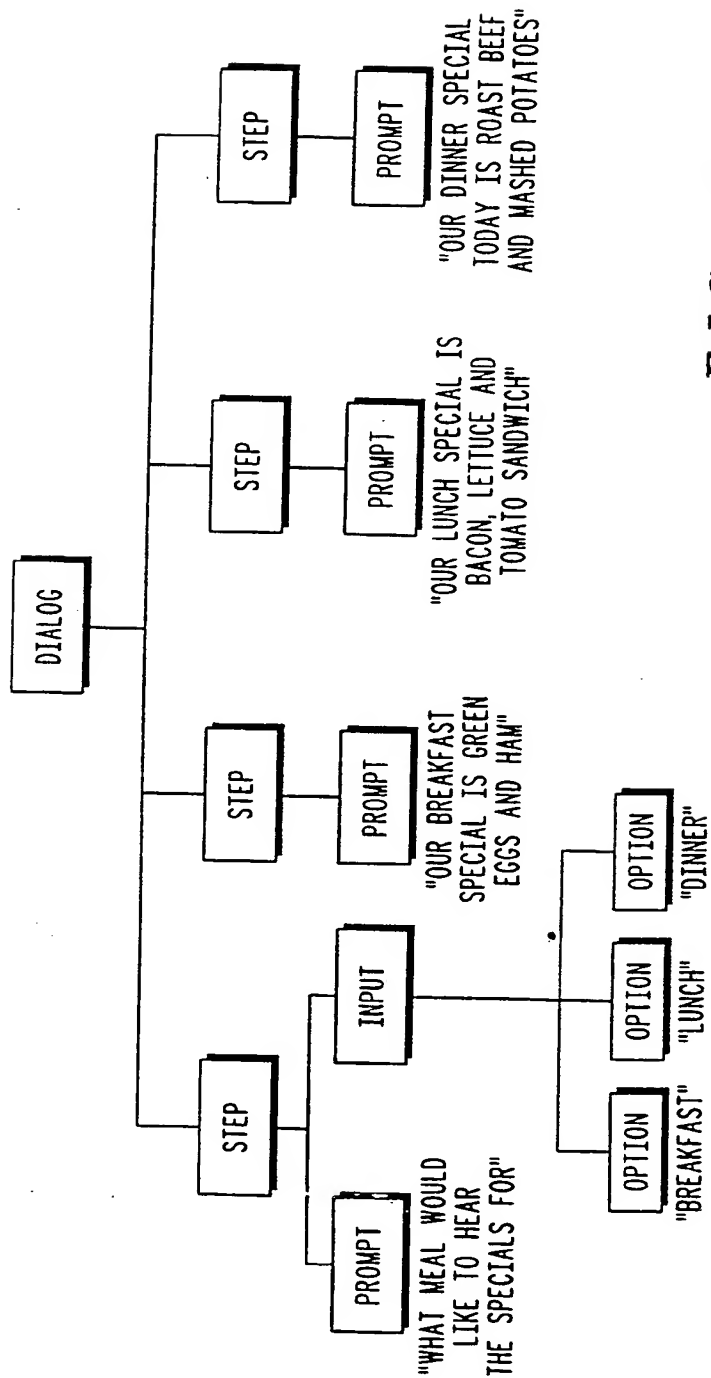 DIALOG
STEP
STEP
STEP
STEP
PROMPT
INPUT
PROMPT
PROMPT
PROMPT
"WHAT MEAL WOULD
LIKE TO HEAR
THE SPECIALS FOR"
"OUR BREAKFAST
SPECIAL IS GREEN
EGGS AND HAM"
"OUR LUNCH SPECIAL IS
BACON, LETTUCE AND
TOMATO SANDWICH"
"OUR DINNER SPECIAL
TODAY IS ROAST BEEF
AND MASHED POTATOES"
OPTION
OPTION
OPTION
"BREAKFAST"
"LUNCH"
"DINNER"